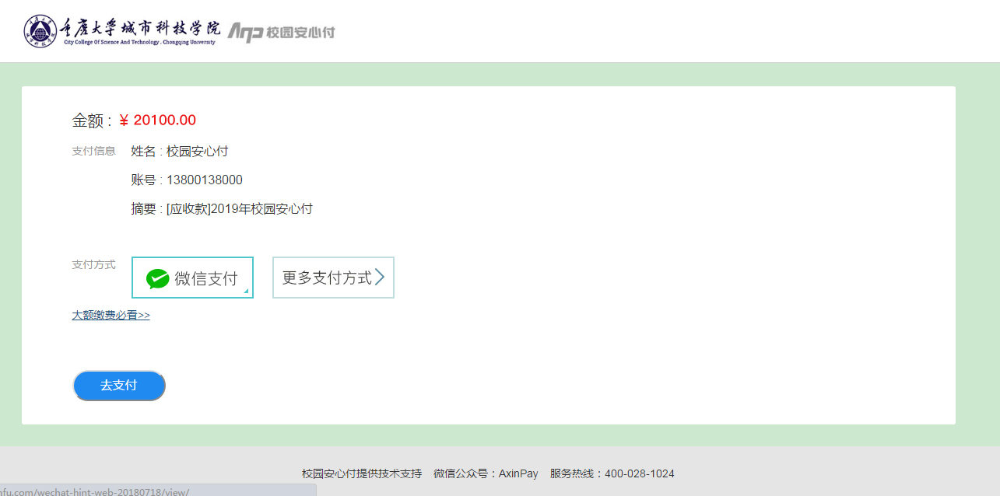 重庆大学城市科技学院
City College Of Science And Technology , Chongqing University
校园安心付
金额 : ¥ 20100.00
支付信息 姓名 : 校园安心付
账号 : 13800138000
摘要 : [应收款]2019年校园安心付
支付方式 微信支付 更多支付方式
大额缴费必看>>
去支付
校园安心付提供技术支持 微信公众号：AxinPay 服务热线：400-028-1024
nfu.com/wechat-hint-web-20180718/view/